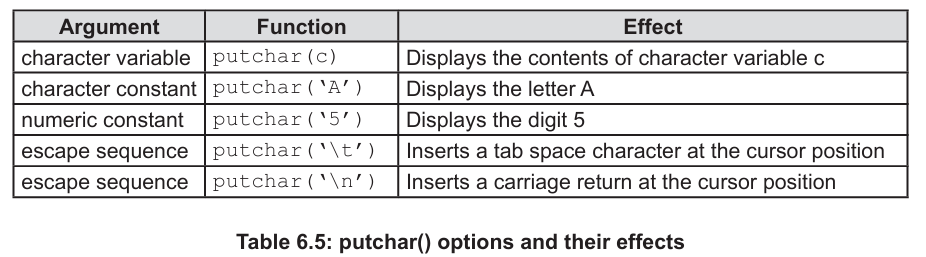 Argument Function Effect
character variable putchar(c) Displays the contents of character variable c
character constant putchar(‘A’) Displays the letter A
numeric constant putchar(‘5’) Displays the digit 5
escape sequence putchar(‘\t’) Inserts a tab space character at the cursor position
escape sequence putchar(‘\n’) Inserts a carriage return at the cursor position
Table 6.5: putchar() options and their effects